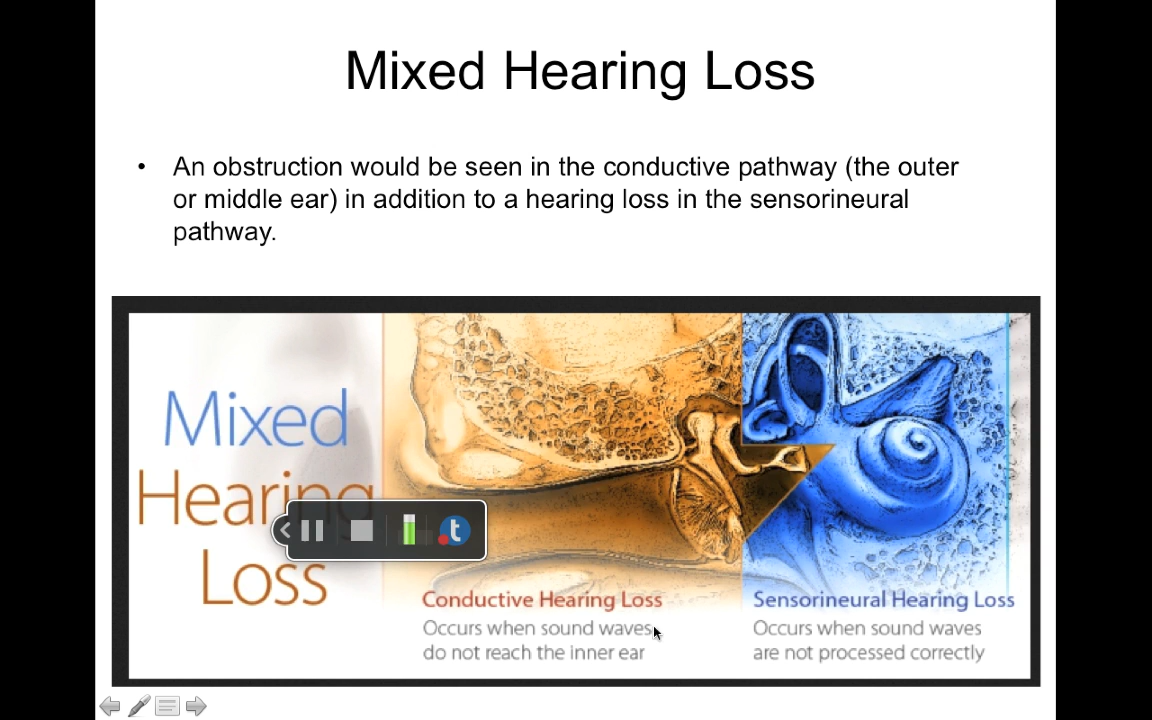 Mixed Hearing Loss
• An obstruction would be seen in the conductive pathway (the outer
or middle ear) in addition to a hearing loss in the sensorineural
pathway.
Mixed
Hearing
Loss
t
Conductive Hearing Loss
Occurs when sound waves
do not reach the inner ear
Sensorineural Hearing Loss
Occurs when sound waves
are not processed correctly